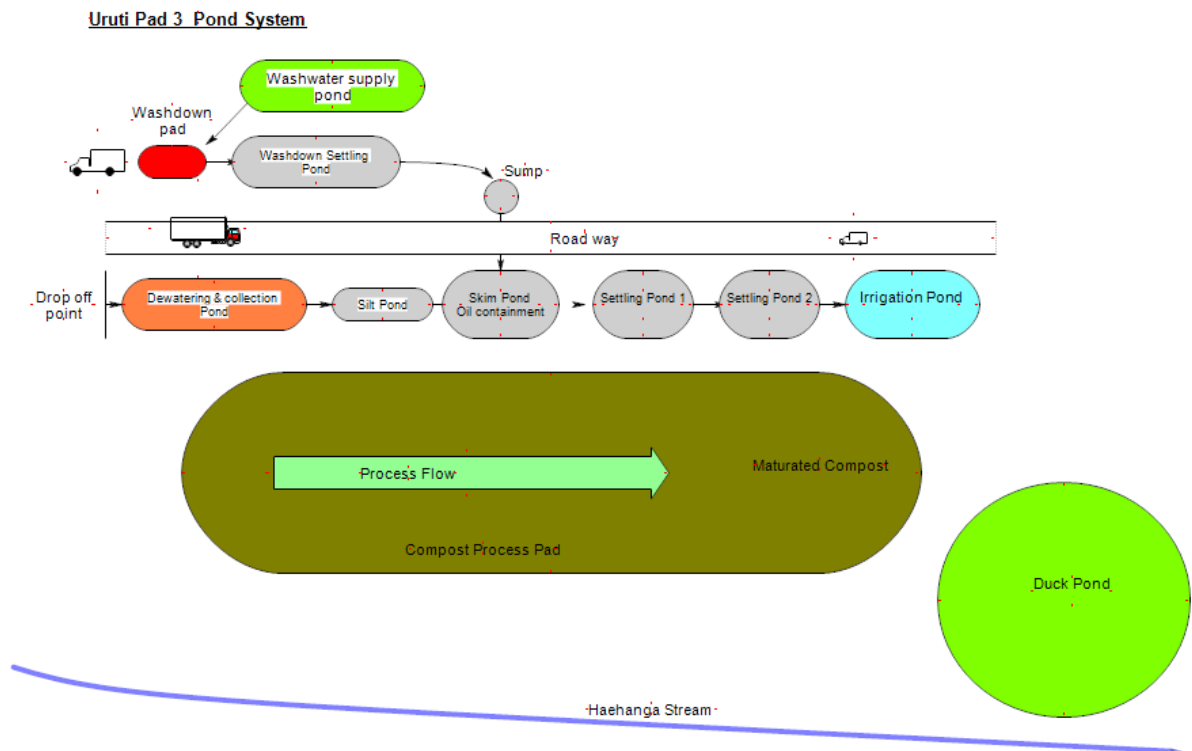 Uruti Pad 3 Pond System
Washwater supply
pond
Washdown
pad
Washdown Settling
Pond
Sump
Road way
Drop off
point
Dewatering & collection
Pond
Silt Pond
Skim Pond
Oil containment
Settling Pond 1
Settling Pond 2
Irrigation Pond
Process Flow
Maturated Compost
Compost Process Pad
Duck Pond
Haehanga Stream